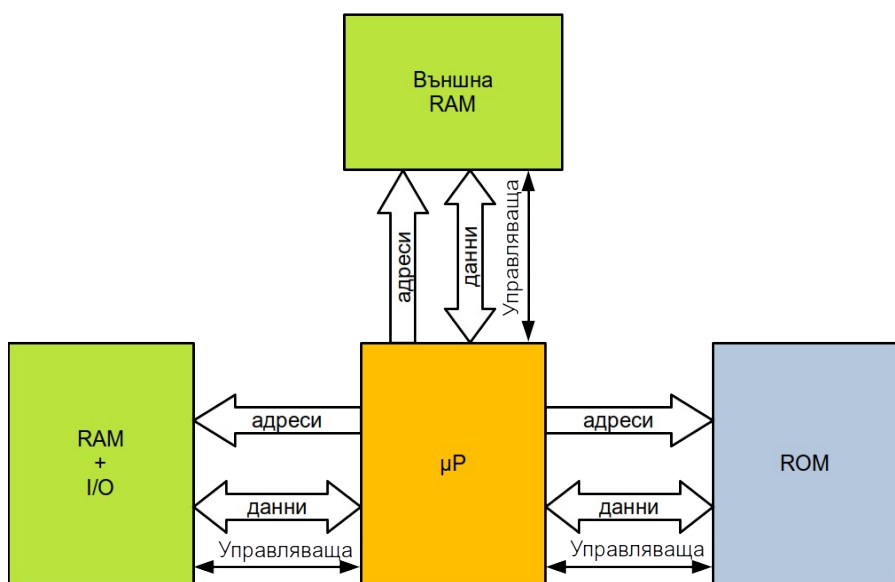 Външна
RAM
адреси
данни
Управляваща
RAM
+
I/O
адреси
данни
Управляваща
µP
адреси
данни
Управляваща
ROM